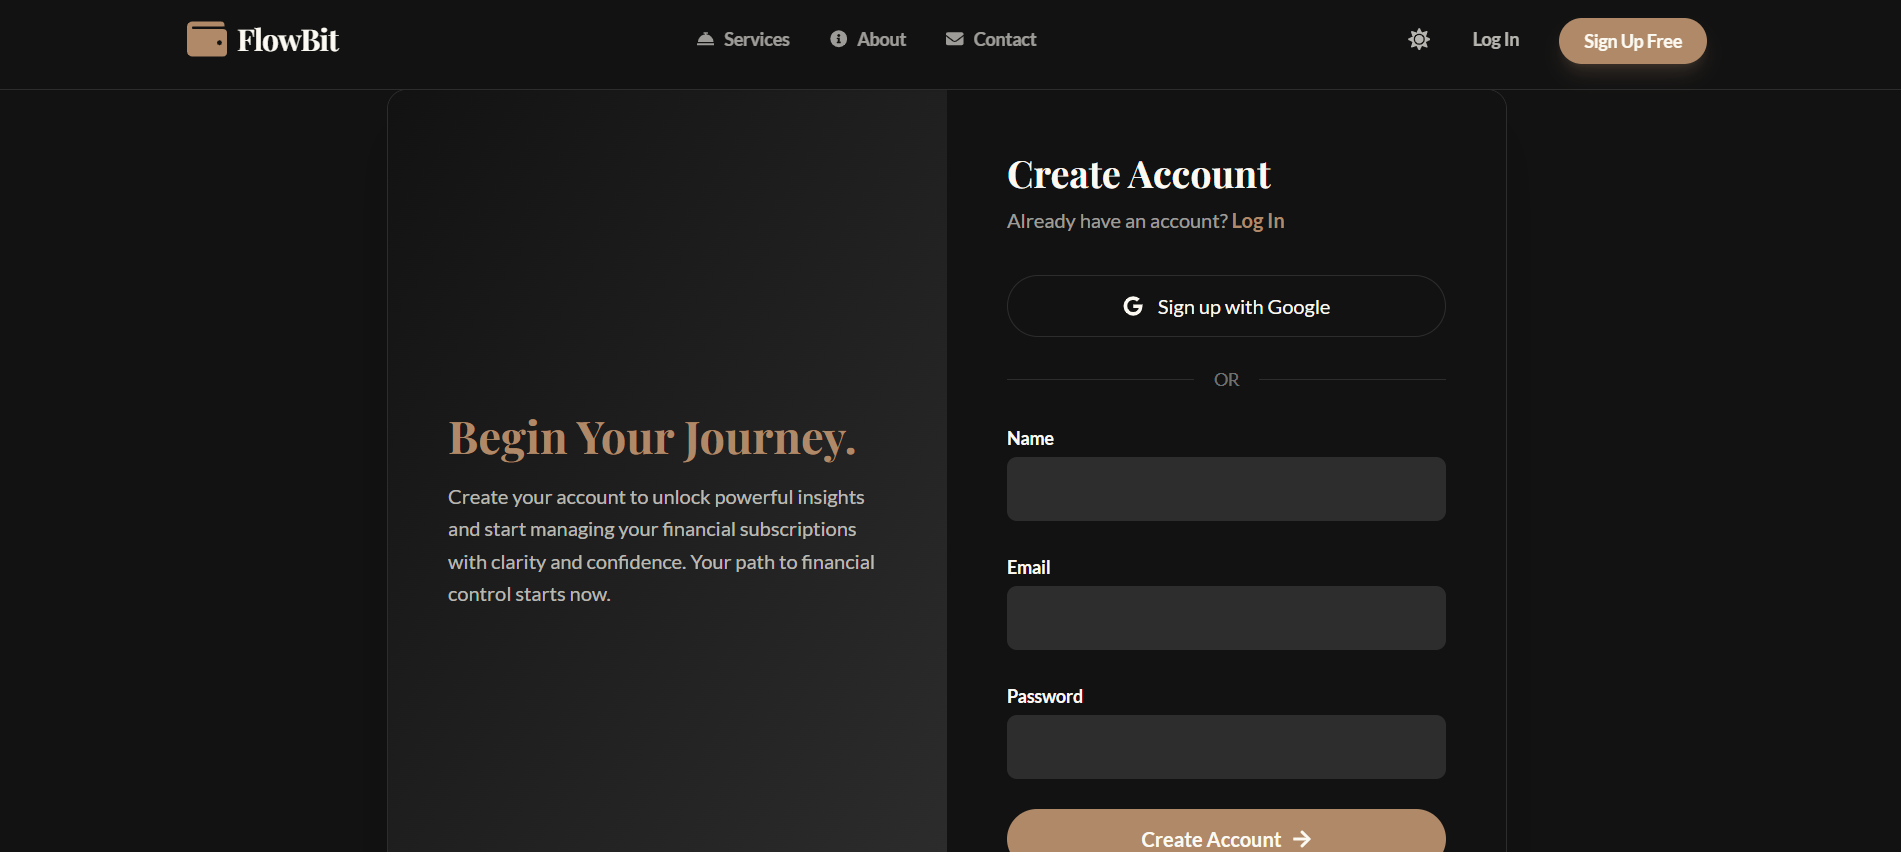 FlowBit
Services
About
Contact
Log In
Sign Up Free
Begin Your Journey.
Create your account to unlock powerful insights
and start managing your financial subscriptions
with clarity and confidence. Your path to financial
control starts now.
Create Account
Already have an account? Log In
Sign up with Google
OR
Name
Email
Password
Create Account